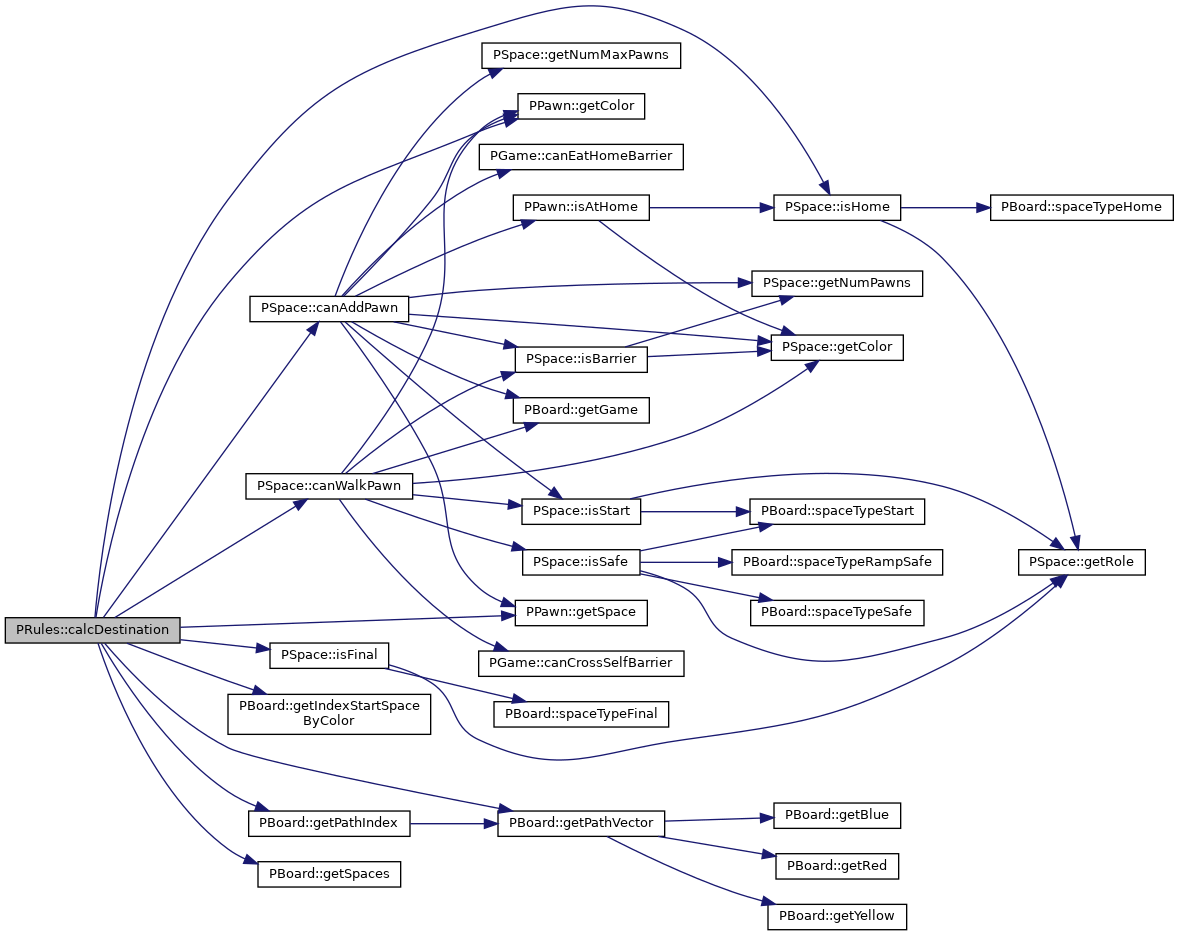 PSpace::getNumMaxPawns
PPawn::getColor
PGame::canEatHomeBarrier
PPawn::isAtHome
PSpace::isHome
PBoard::spaceTypeHome
PSpace::getNumPawns
PSpace::canAddPawn
PSpace::getColor
PSpace::isBarrier
PBoard::getGame
PSpace::canWalkPawn
PSpace::isStart
PBoard::spaceTypeStart
PSpace::isSafe
PBoard::spaceTypeRampSafe
PSpace::getRole
PPawn::getSpace
PBoard::spaceTypeSafe
PRules::calcDestination
PSpace::isFinal
PGame::canCrossSelfBarrier
PBoard::getIndexStartSpace
ByColor
PBoard::spaceTypeFinal
PBoard::getPathIndex
PBoard::getPathVector
PBoard::getBlue
PBoard::getRed
PBoard::getSpaces
PBoard::getYellow